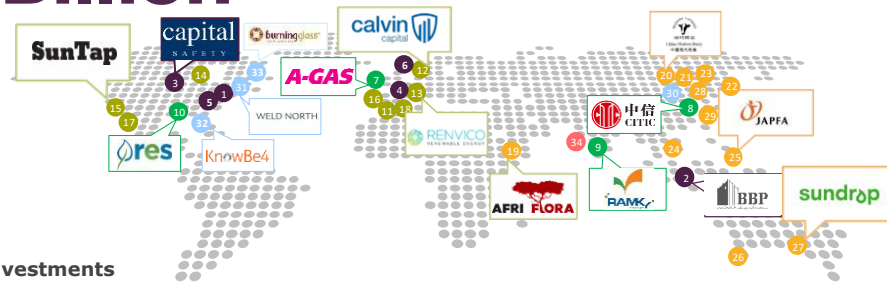 Billion
SunTap
capital
SAFETY
burningglass
calvin
capital
A-GAS
WELD NORTH
res
KnowBe4
RENVICO
RENEWABLE ENERGY
AFRI FLORA
中信
CITIC
RAMKY
China Modern Dairy
JAPFA
BBP
sundrop
3
14
33
31
1
5
15
17
10
32
6
12
7
4
13
16
11
18
19
34
9
8
20
21
23
30
28
22
29
24
25
2
26
27
vestments